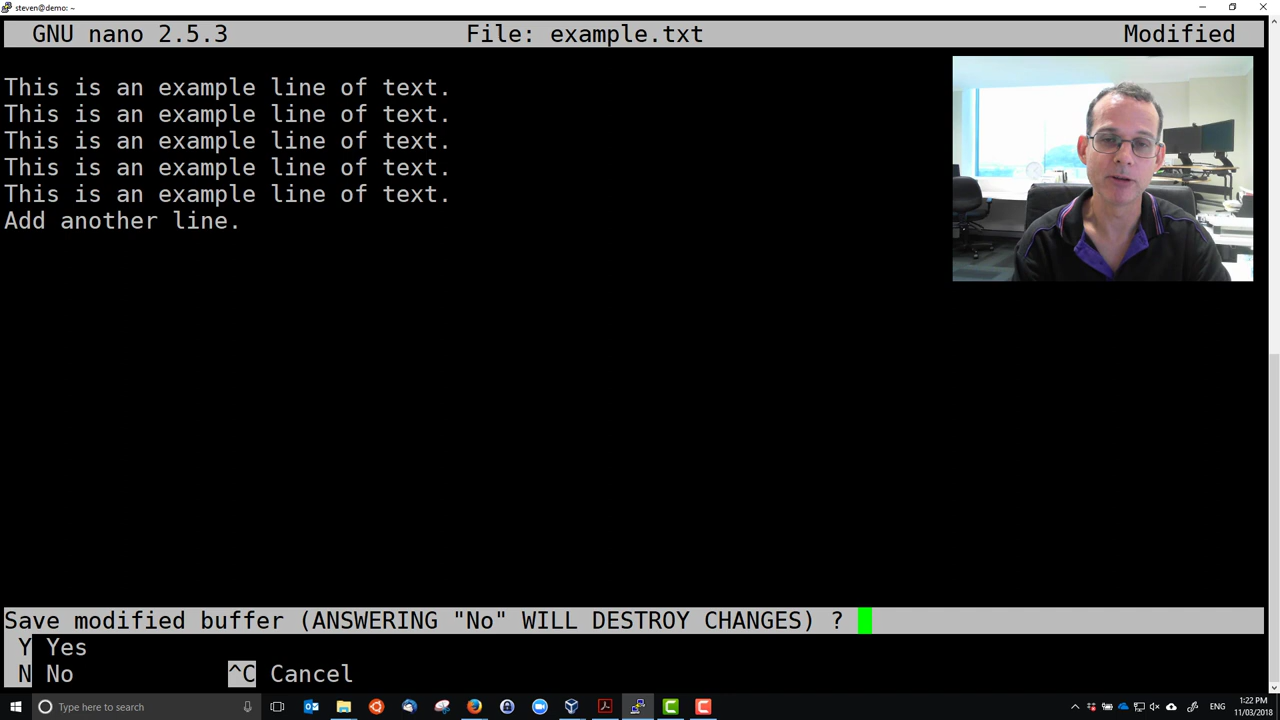 steven@demo: ~
GNU nano 2.5.3 File: example.txt Modified
This is an example line of text.
This is an example line of text.
This is an example line of text.
This is an example line of text.
This is an example line of text.
Add another line.
Save modified buffer (ANSWERING "No" WILL DESTROY CHANGES) ?
Y Yes
N No ^C Cancel
Type here to search
ENG
1:22 PM
11/03/2018